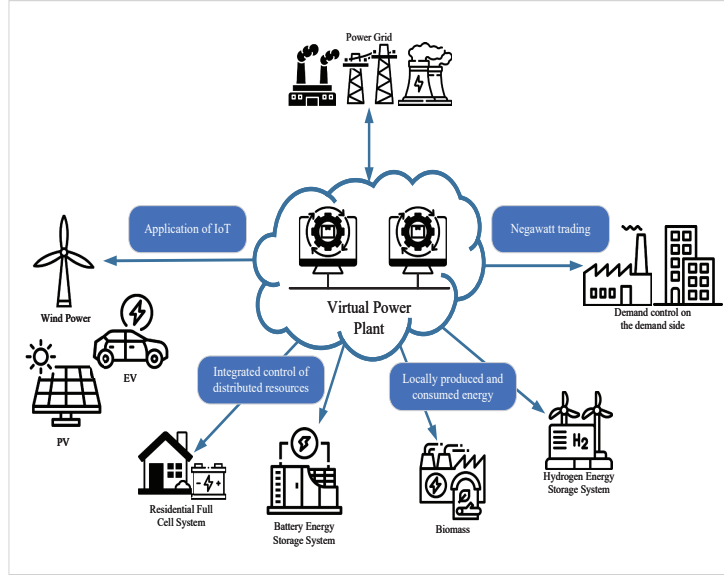 Power Grid
Application of IoT
Negawatt trading
Virtual Power
Plant
Wind Power
Demand control on
the demand side
EV
PV
Integrated control of
distributed resources
Locally produced and
consumed energy
H2
Residential Full
Cell System
Battery Energy
Storage System
Biomass
Hydrogen Energy
Storage System